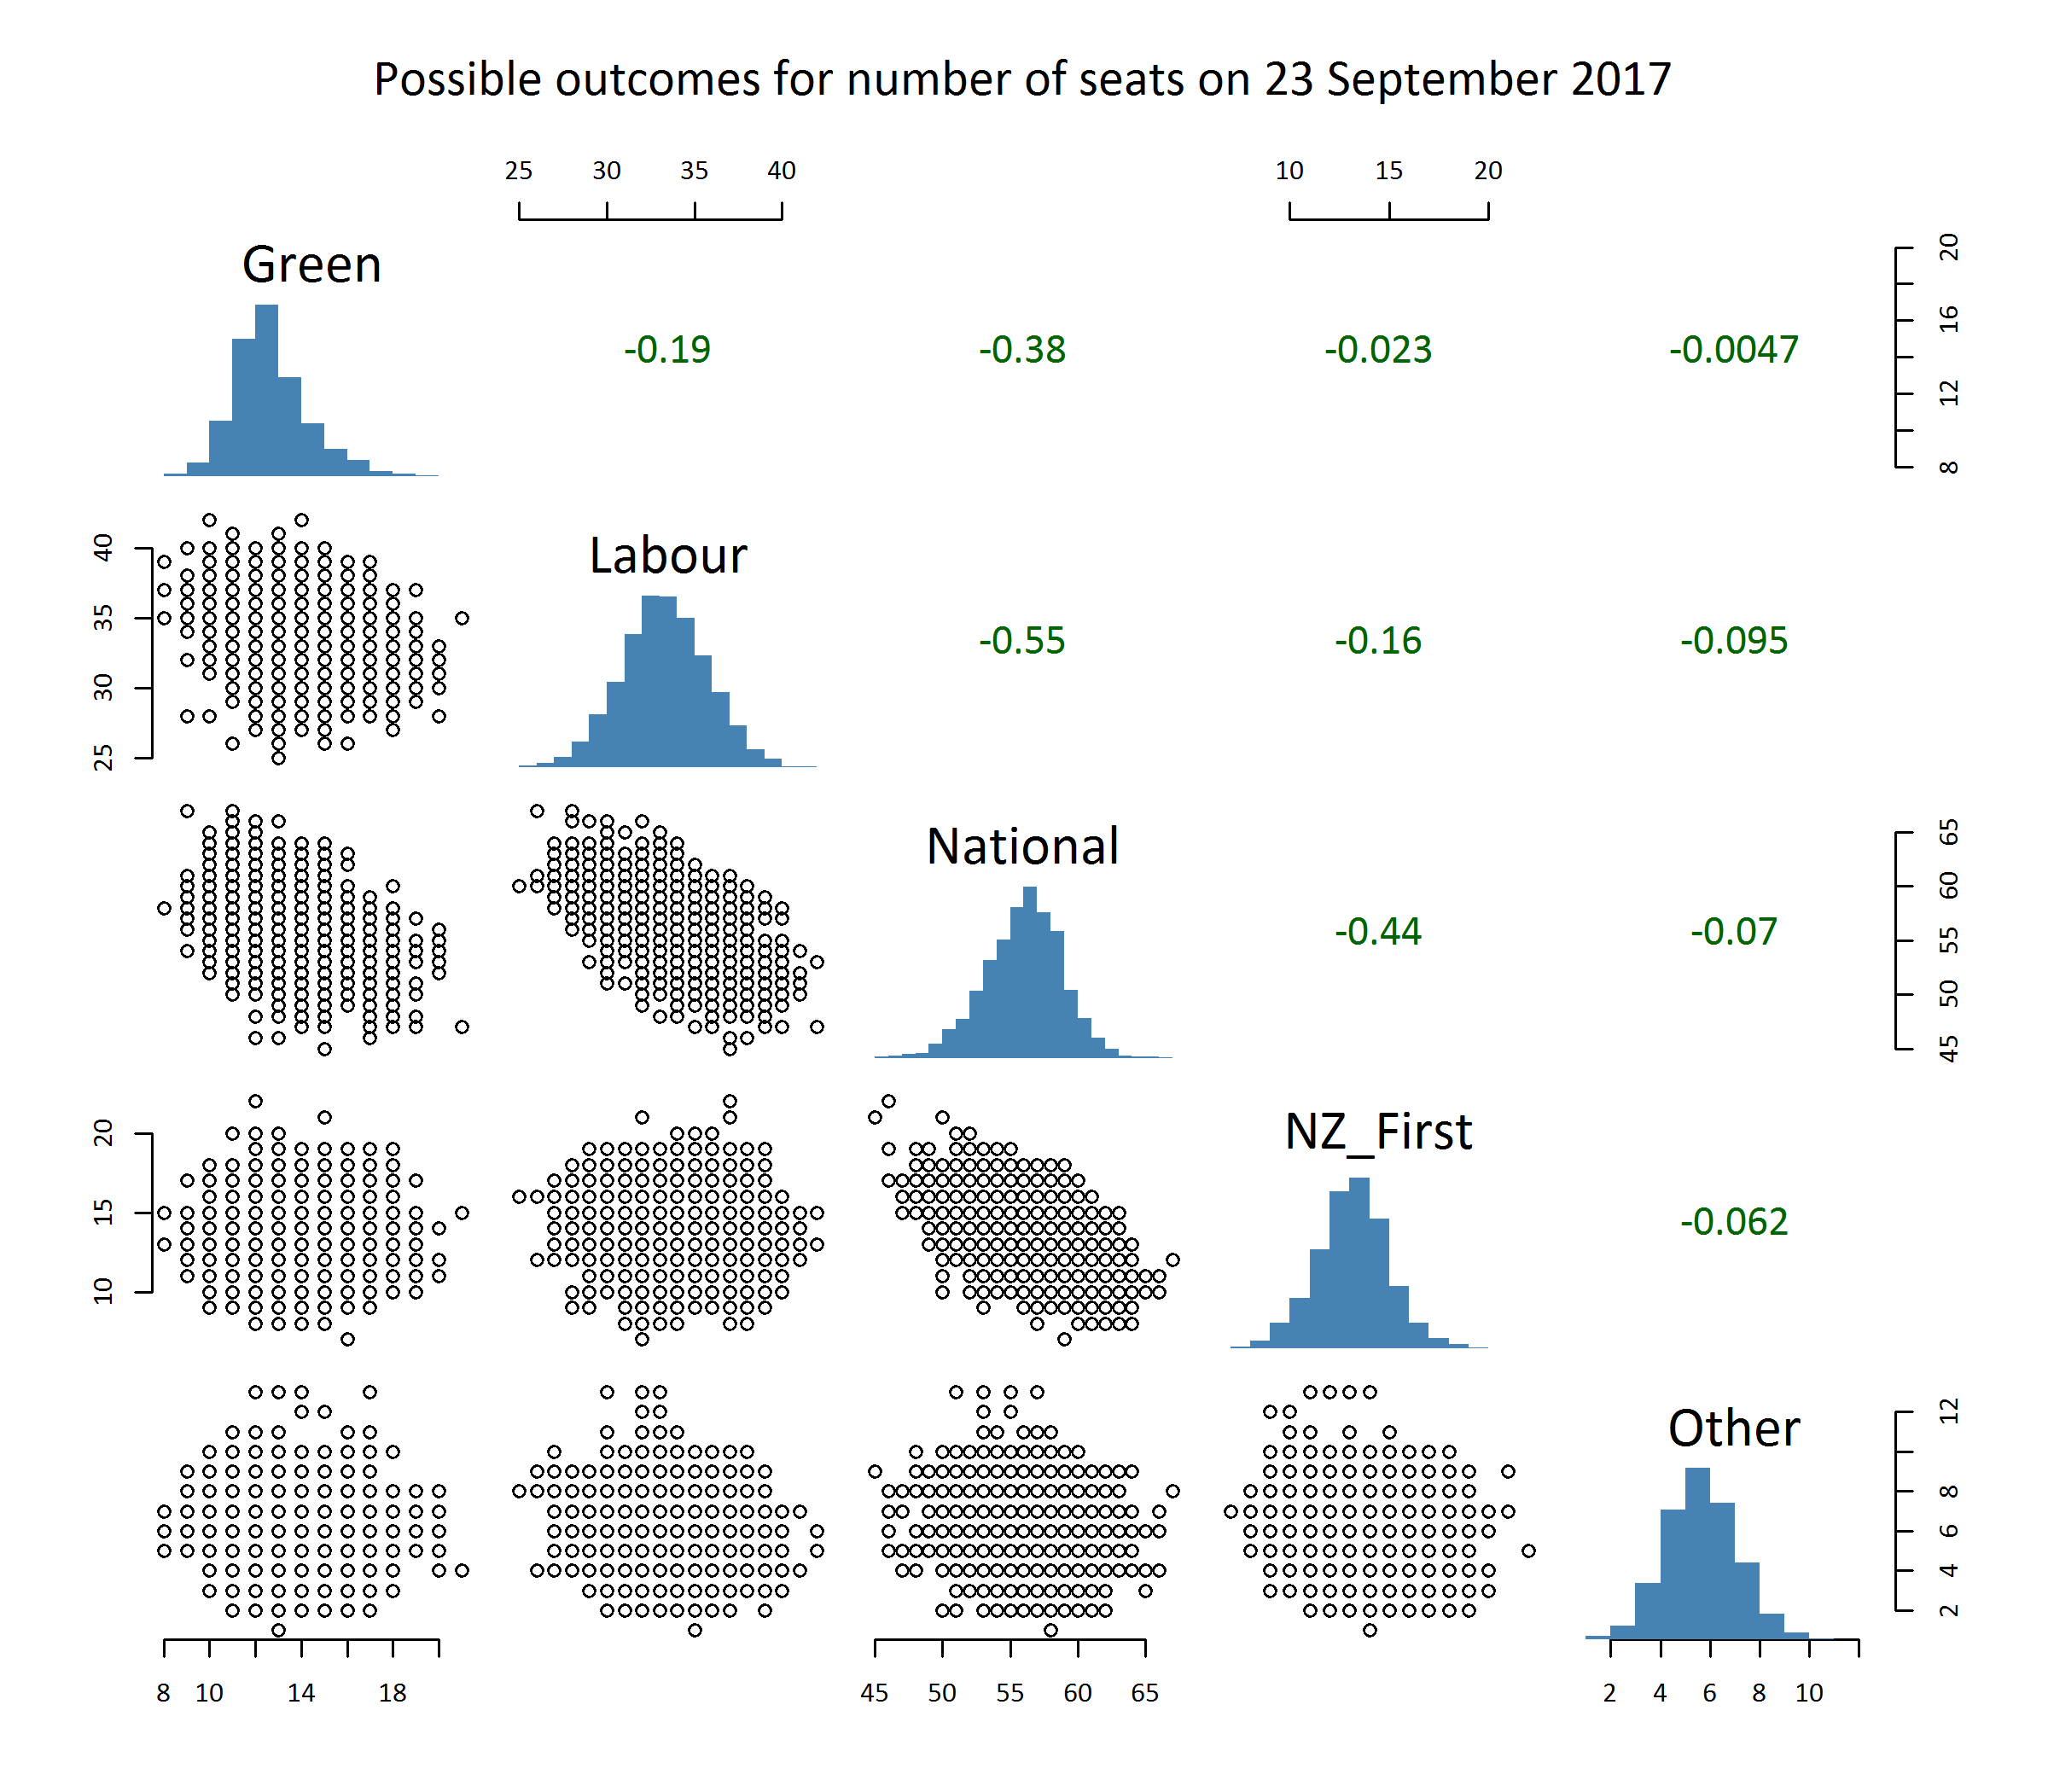 Possible outcomes for number of seats on 23 September 2017
25 30 35 40 10 15 20
Green
-0.19 -0.38 -0.023 -0.0047
8 12 16 20
Labour
25 30 35 40
-0.55 -0.16 -0.095
National
-0.44 -0.07
45 50 55 60 65
NZ_First
10 15 20
-0.062
Other
2 4 6 8 12
8 10 14 18 45 50 55 60 65 2 4 6 8 10